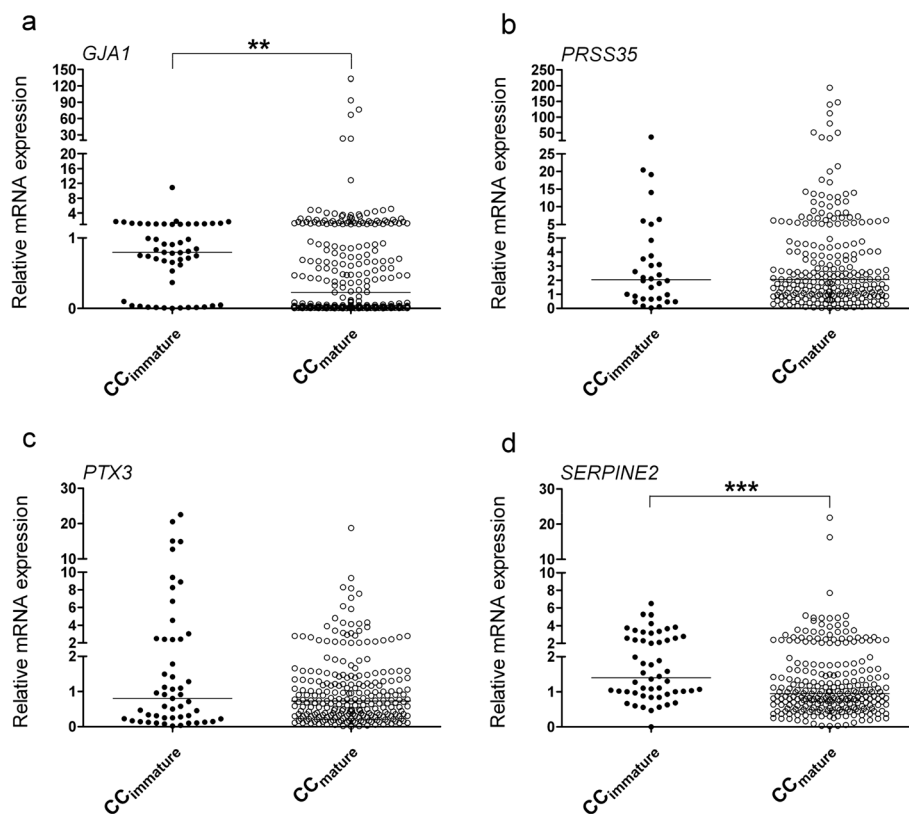 a
GJA1
**
Relative mRNA expression
150
120
90
60
30
20
16
12
8
4
1
0
CCimmature
CCmature
b
PRSS35
Relative mRNA expression
250
200
150
100
50
25
20
15
10
5
5
4
3
2
1
0
CCimmature
CCmature
c
PTX3
Relative mRNA expression
30
20
10
10
8
6
4
2
2
1
0
CCimmature
CCmature
d
SERPINE2
***
Relative mRNA expression
30
20
10
10
8
6
4
2
2
1
0
CCimmature
CCmature